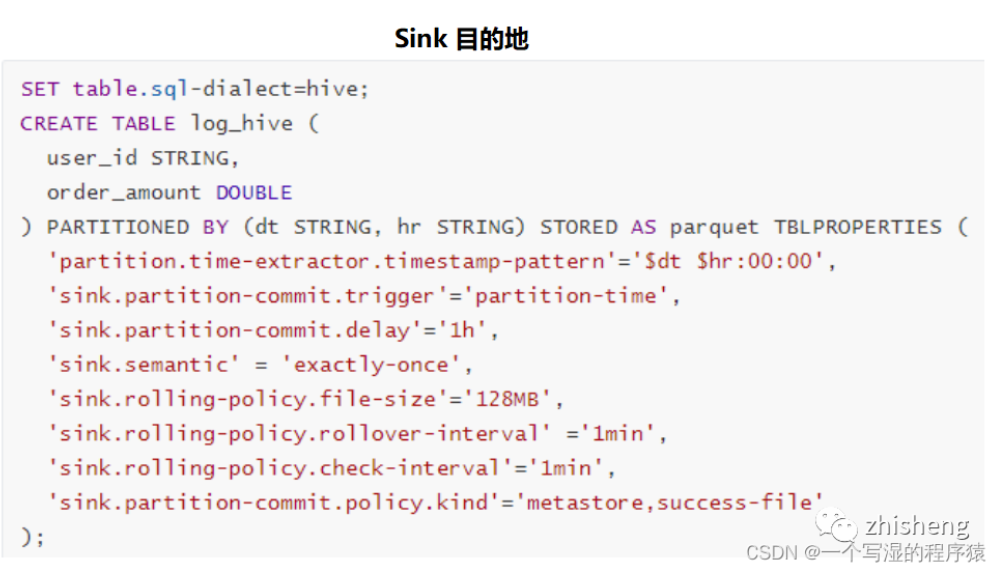 Sink 目的地
SET table.sql-dialect=hive;
CREATE TABLE log_hive (
  user_id STRING,
  order_amount DOUBLE
) PARTITIONED BY (dt STRING, hr STRING) STORED AS parquet TBLPROPERTIES (
  'partition.time-extractor.timestamp-pattern'='$dt $hr:00:00',
  'sink.partition-commit.trigger'='partition-time',
  'sink.partition-commit.delay'='1h',
  'sink.semantic' = 'exactly-once',
  'sink.rolling-policy.file-size'='128MB',
  'sink.rolling-policy.rollover-interval' ='1min',
  'sink.rolling-policy.check-interval'='1min',
  'sink.partition-commit.policy.kind'='metastore,success-file'
);
zhisheng
CSDN @一个写湿的程序猿